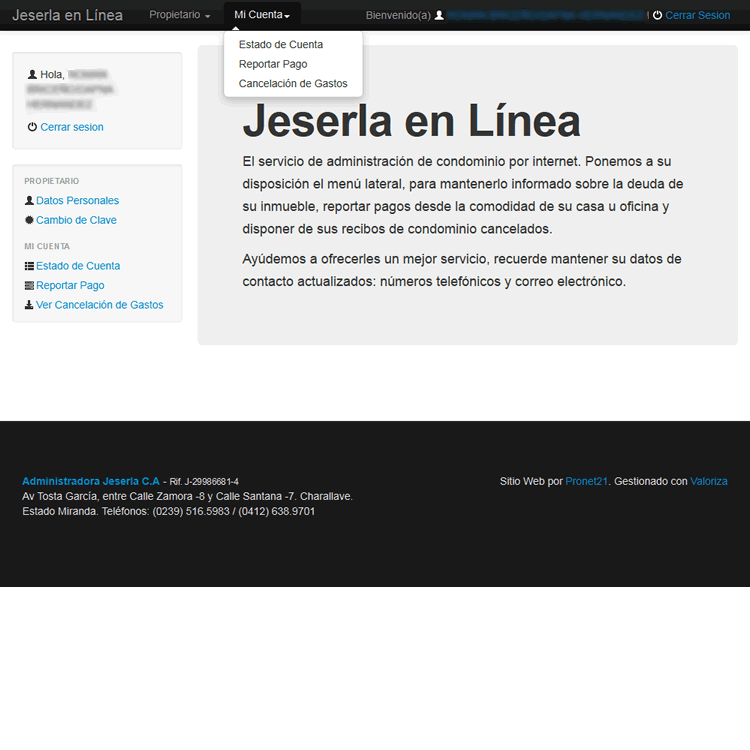 Jeserla en Línea
Propietario
Mi Cuenta
Bienvenido(a)
! Cerrar Sesion
Estado de Cuenta
Reportar Pago
Cancelación de Gastos
Hola,
Cerrar sesion
PROPIETARIO
Datos Personales
Cambio de Clave
MI CUENTA
Estado de Cuenta
Reportar Pago
Ver Cancelación de Gastos
Jeserla en Línea
El servicio de administración de condominio por internet. Ponemos a su
disposición el menú lateral, para mantenerlo informado sobre la deuda de
su inmueble, reportar pagos desde la comodidad de su casa u oficina y
disponer de sus recibos de condominio cancelados.
Ayúdemos a ofrecerles un mejor servicio, recuerde mantener su datos de
contacto actualizados: números telefónicos y correo electrónico.
Administradora Jeserla C.A - Rif. J-29986681-4
Av Tosta García, entre Calle Zamora -8 y Calle Santana -7. Charallave.
Estado Miranda. Teléfonos: (0239) 516.5983 / (0412) 638.9701
Sitio Web por Pronet21. Gestionado con Valoriza